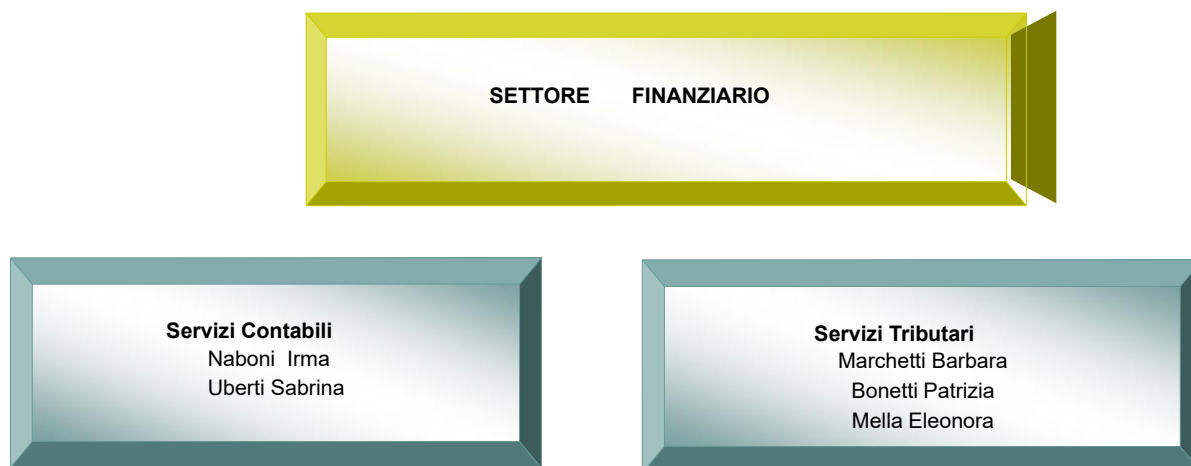 SETTORE FINANZIARIO
Servizi Contabili
Naboni Irma
Uberti Sabrina
Servizi Tributari
Marchetti Barbara
Bonetti Patrizia
Mella Eleonora